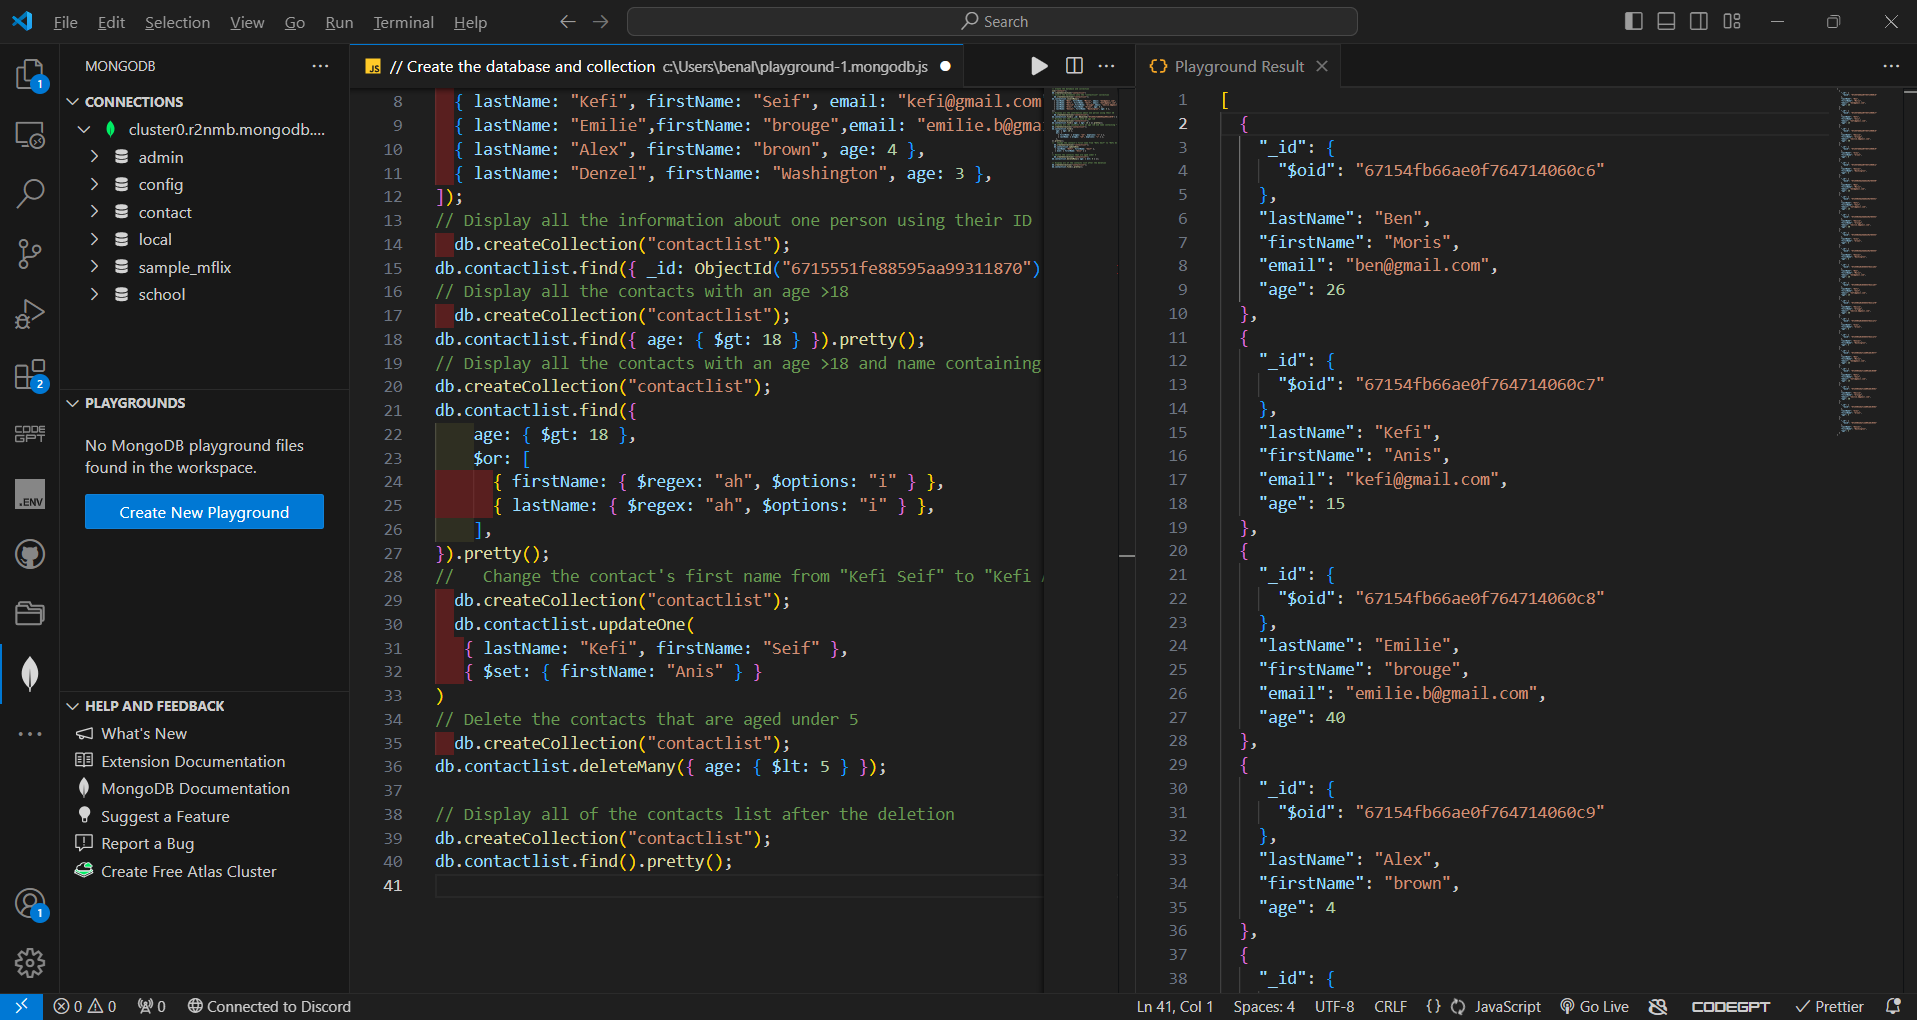 File Edit Selection View Go Run Terminal Help
Search
MONGODB
CONNECTIONS
cluster0.r2nmb.mongodb....
admin
config
contact
local
sample_mflix
school
PLAYGROUNDS
No MongoDB playground files
found in the workspace.
Create New Playground
HELP AND FEEDBACK
What's New
Extension Documentation
MongoDB Documentation
Suggest a Feature
Report a Bug
Create Free Atlas Cluster
1
2
CODE
GPT
.ENV
1
JS // Create the database and collection c:\Users\benal\playground-1.mongodb.js
8 { lastName: "Kefi", firstName: "Seif", email: "kefi@gmail.com
9 { lastName: "Emilie",firstName: "brouge",email: "emilie.b@gma
10 { lastName: "Alex", firstName: "brown", age: 4 },
11 { lastName: "Denzel", firstName: "Washington", age: 3 },
12 ]);
13 // Display all the information about one person using their ID
14 db.createCollection("contactlist");
15 db.contactlist.find({ _id: ObjectId("6715551fe88595aa99311870")
16 // Display all the contacts with an age >18
17 db.createCollection("contactlist");
18 db.contactlist.find({ age: { $gt: 18 } }).pretty();
19 // Display all the contacts with an age >18 and name containing
20 db.createCollection("contactlist");
21 db.contactlist.find({
22 age: { $gt: 18 },
23 $or: [
24 { firstName: { $regex: "ah", $options: "i" } },
25 { lastName: { $regex: "ah", $options: "i" } },
26 ],
27 }).pretty();
28 // Change the contact's first name from "Kefi Seif" to "Kefi
29 db.createCollection("contactlist");
30 db.contactlist.updateOne(
31 { lastName: "Kefi", firstName: "Seif" },
32 { $set: { firstName: "Anis" } }
33 )
34 // Delete the contacts that are aged under 5
35 db.createCollection("contactlist");
36 db.contactlist.deleteMany({ age: { $lt: 5 } });
37
38 // Display all of the contacts list after the deletion
39 db.createCollection("contactlist");
40 db.contactlist.find().pretty();
41
{} Playground Result
1 [
2 {
3 "_id": {
4 "$oid": "67154fb66ae0f764714060c6"
5 },
6 "lastName": "Ben",
7 "firstName": "Moris",
8 "email": "ben@gmail.com",
9 "age": 26
10 },
11 {
12 "_id": {
13 "$oid": "67154fb66ae0f764714060c7"
14 },
15 "lastName": "Kefi",
16 "firstName": "Anis",
17 "email": "kefi@gmail.com",
18 "age": 15
19 },
20 {
21 "_id": {
22 "$oid": "67154fb66ae0f764714060c8"
23 },
24 "lastName": "Emilie",
25 "firstName": "brouge",
26 "email": "emilie.b@gmail.com",
27 "age": 40
28 },
29 {
30 "_id": {
31 "$oid": "67154fb66ae0f764714060c9"
32 },
33 "lastName": "Alex",
34 "firstName": "brown",
35 "age": 4
36 },
37 {
38 "_id": {
0 0 0 Connected to Discord Ln 41, Col 1 Spaces: 4 UTF-8 CRLF {} JavaScript Go Live CODEGPT Prettier